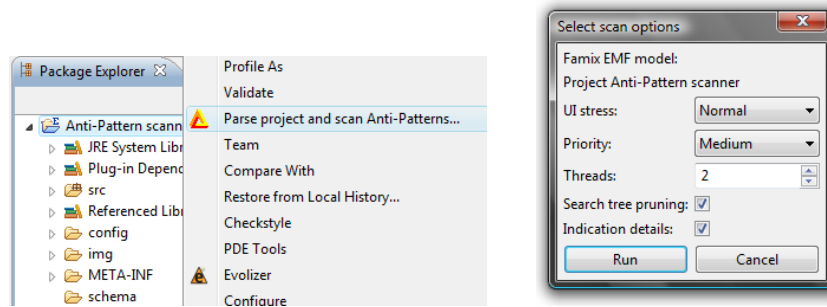 Package Explorer
Anti-Pattern scann
JRE System Libr
Plug-in Depend
src
Referenced Libr
config
img
META-INF
schema
Profile As
Validate
Parse project and scan Anti-Patterns...
Team
Compare With
Restore from Local History...
Checkstyle
PDE Tools
Evolizer
Configure
Select scan options
Famix EMF model:
Project Anti-Pattern scanner
UI stress: Normal
Priority: Medium
Threads: 2
Search tree pruning:
Indication details:
Run Cancel